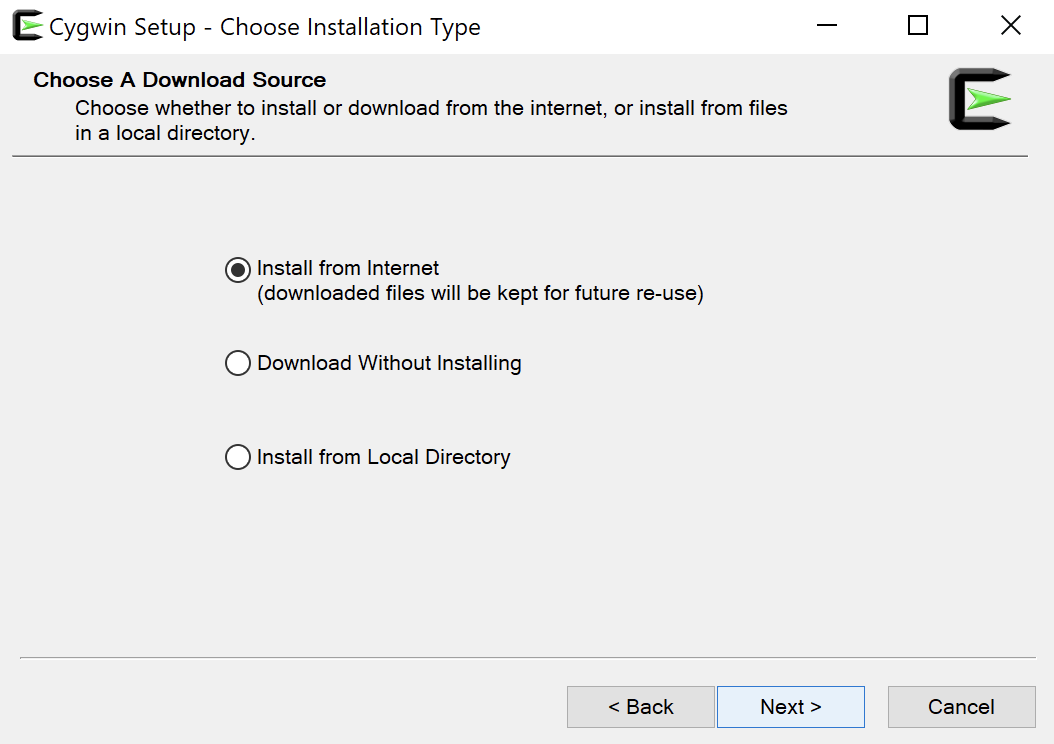 Cygwin Setup - Choose Installation Type
Choose A Download Source
Choose whether to install or download from the internet, or install from files
in a local directory.
Install from Internet
(downloaded files will be kept for future re-use)
Download Without Installing
Install from Local Directory
< Back
Next >
Cancel